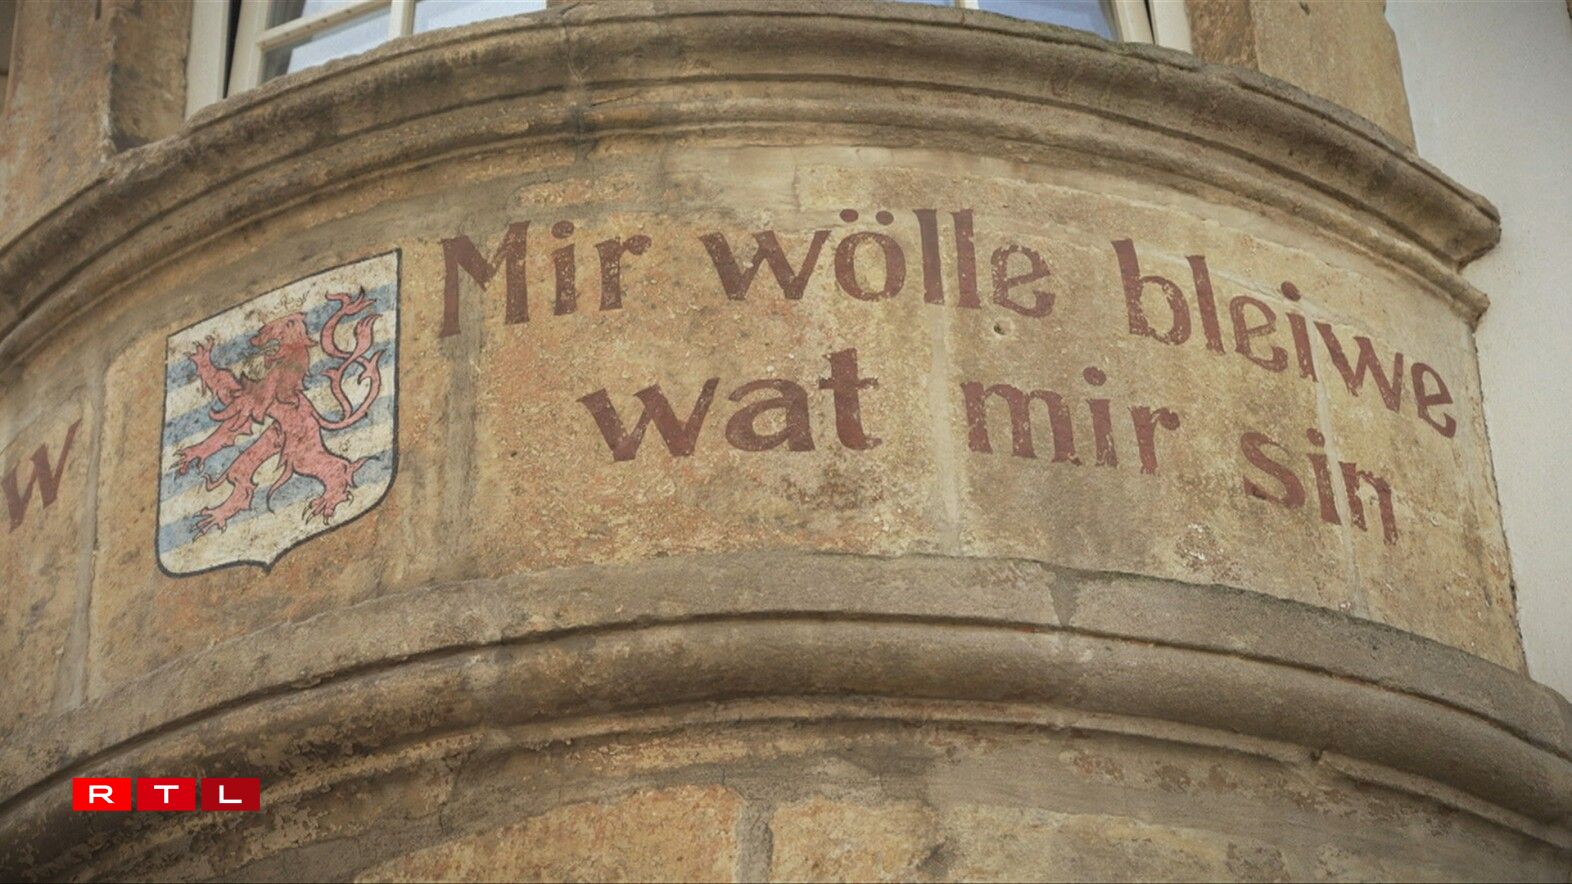 w
Mir wölle bleiwe
wat mir sin
RTL